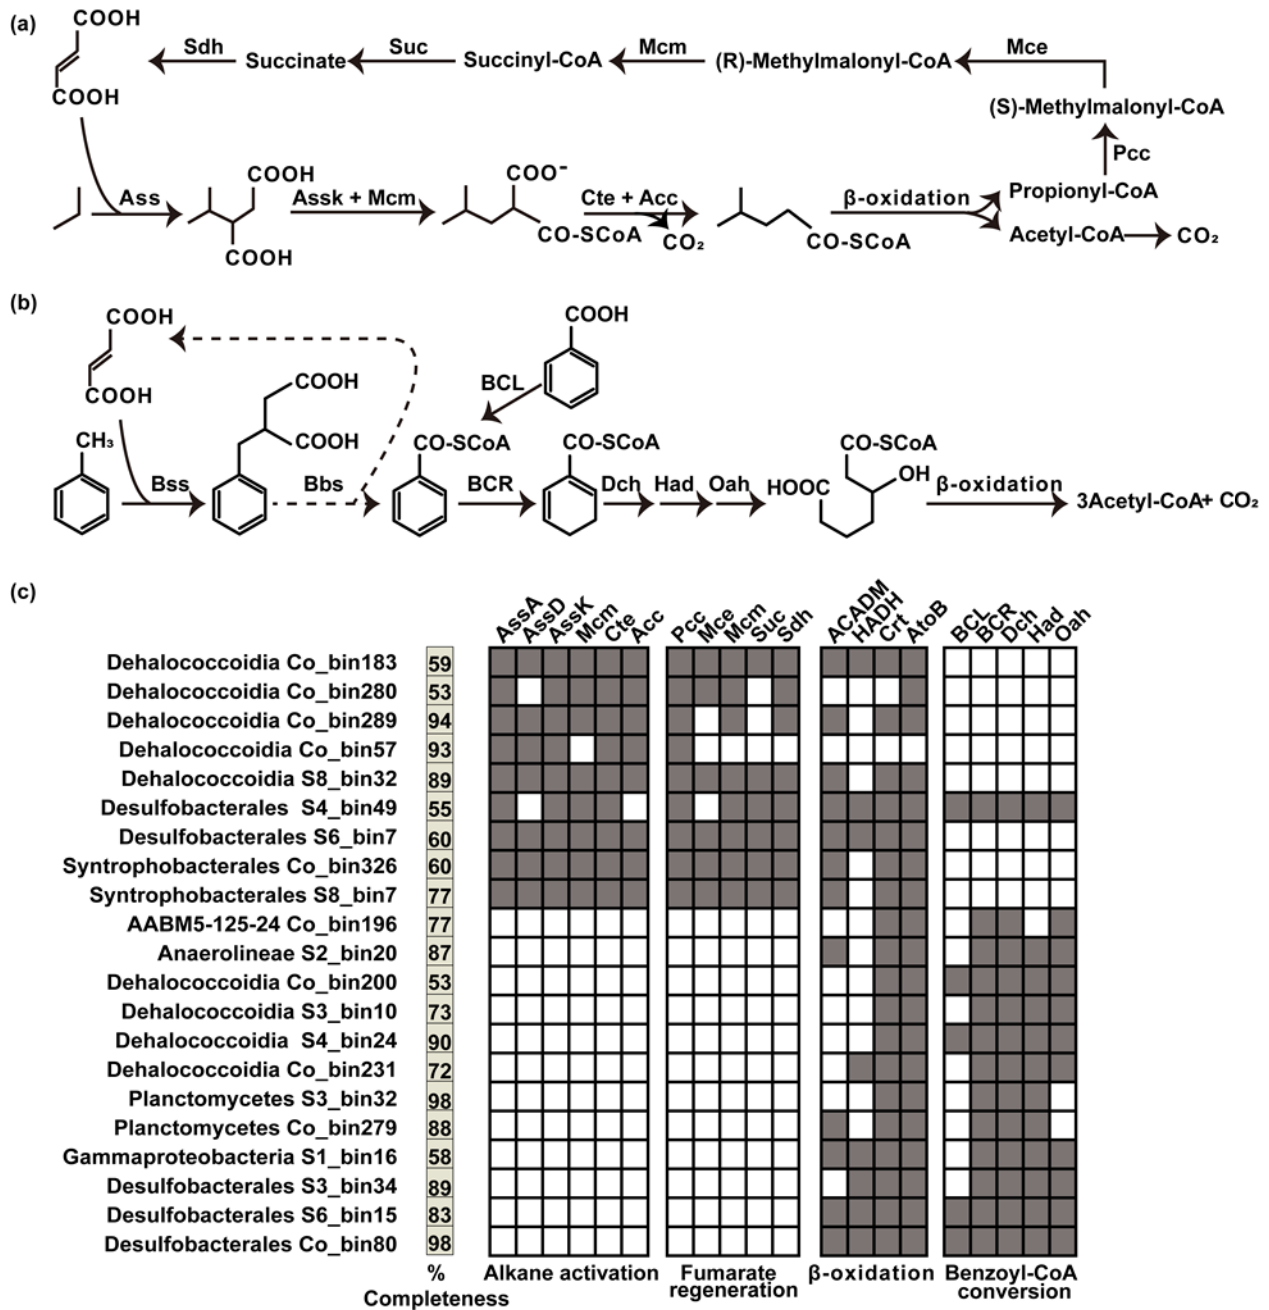 (a)
COOH
COOH
Sdh
Succinate
Suc
Succinyl-CoA
Mcm
(R)-Methylmalonyl-CoA
Mce
(S)-Methylmalonyl-CoA
Pcc
Ass
COOH
COOH
Assk + Mcm
COO⁻
CO-SCoA
Cte + Acc
CO₂
CO-SCoA
β-oxidation
Propionyl-CoA
Acetyl-CoA
CO₂
(b)
COOH
COOH
CH₃
Bss
COOH
COOH
Bbs
COOH
BCL
CO-SCoA
BCR
CO-SCoA
Dch
Had
Oah
CO-SCoA
OH
HOOC
β-oxidation
3Acetyl-CoA+ CO₂
(c)
AssA AssD AssK Mcm Cte Acc Pcc Mce Mcm Suc Sdh ACADM HADH Crt AtoB BCL BCR Dch Had Oah
Dehalococcoidia Co_bin183 59
Dehalococcoidia Co_bin280 53
Dehalococcoidia Co_bin289 94
Dehalococcoidia Co_bin57 93
Dehalococcoidia S8_bin32 89
Desulfobacterales S4_bin49 55
Desulfobacterales S6_bin7 60
Syntrophobacterales Co_bin326 60
Syntrophobacterales S8_bin7 77
AABM5-125-24 Co_bin196 77
Anaerolineae S2_bin20 87
Dehalococcoidia Co_bin200 53
Dehalococcoidia S3_bin10 73
Dehalococcoidia S4_bin24 90
Dehalococcoidia Co_bin231 72
Planctomycetes S3_bin32 98
Planctomycetes Co_bin279 88
Gammaproteobacteria S1_bin16 58
Desulfobacterales S3_bin34 89
Desulfobacterales S6_bin15 83
Desulfobacterales Co_bin80 98
%
Completeness
Alkane activation
Fumarate
regeneration
β-oxidation
Benzoyl-CoA
conversion